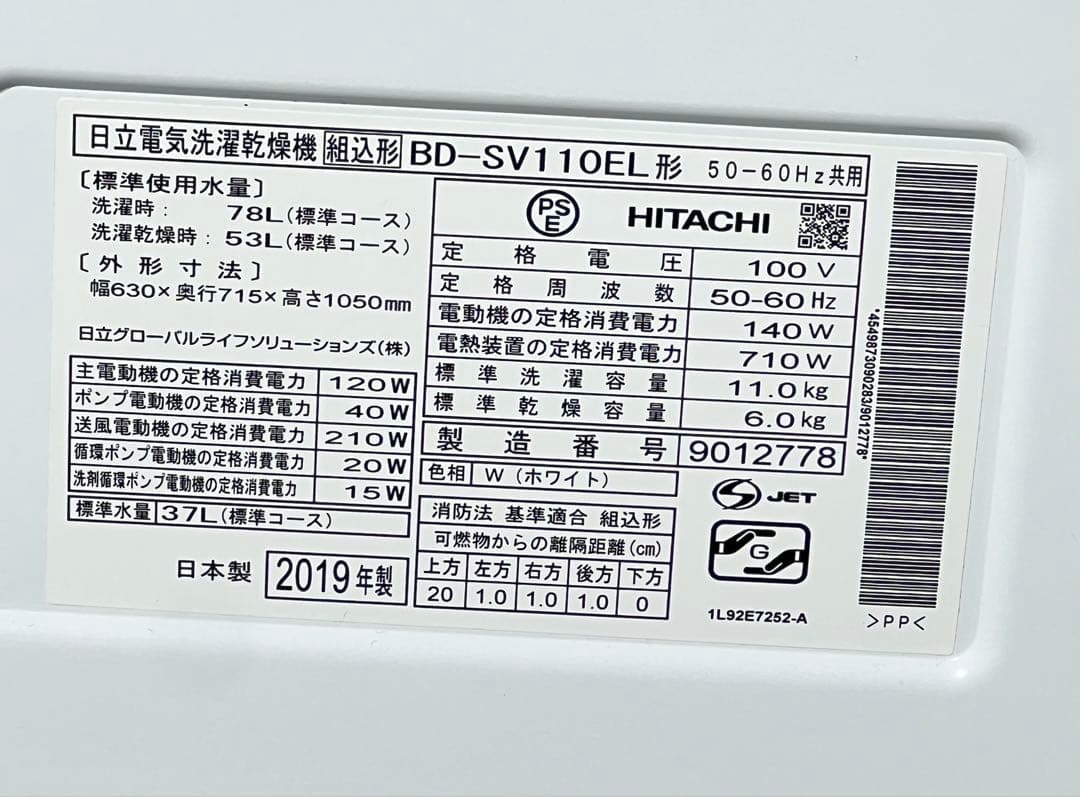 日立電気洗濯乾燥機 組込形 BD-SV110EL形 50-60Hz共用
〔標準使用水量〕
洗濯時： 78L(標準コース)
洗濯乾燥時：53L(標準コース)
〔外形寸法〕
幅630×奥行715×高さ1050mm
日立グローバルライフソリューションズ(株)
主電動機の定格消費電力 120W
ポンプ電動機の定格消費電力 40W
送風電動機の定格消費電力 210W
循環ポンプ電動機の定格消費電力 20W
洗剤循環ポンプ電動機の定格消費電力 15W
標準水量 37L(標準コース)
日本製 2019年製
PS
E
HITACHI
定格電圧 100V
定格周波数 50-60Hz
電動機の定格消費電力 140W
電熱装置の定格消費電力 710W
標準洗濯容量 11.0kg
標準乾燥容量 6.0kg
製造番号 9012778
色相 W(ホワイト)
消防法 基準適合 組込形
可燃物からの離隔距離(cm)
上方 左方 右方 後方 下方
20 1.0 1.0 1.0 0
S JET
G
1L92E7252-A
*4549873090283/9012778*
>PP<